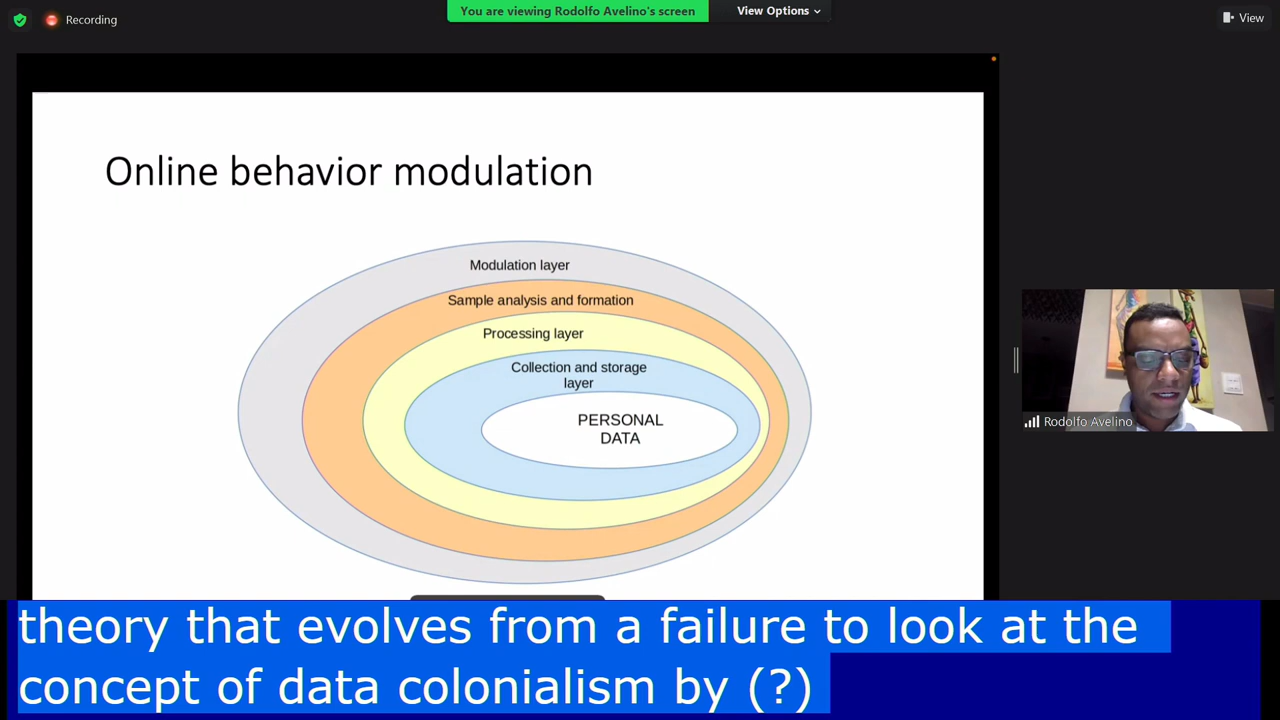 Recording
You are viewing Rodolfo Avelino's screen
View Options
View
Online behavior modulation
Modulation layer
Sample analysis and formation
Processing layer
Collection and storage
layer
PERSONAL
DATA
Rodolfo Avelino
theory that evolves from a failure to look at the
concept of data colonialism by (?)